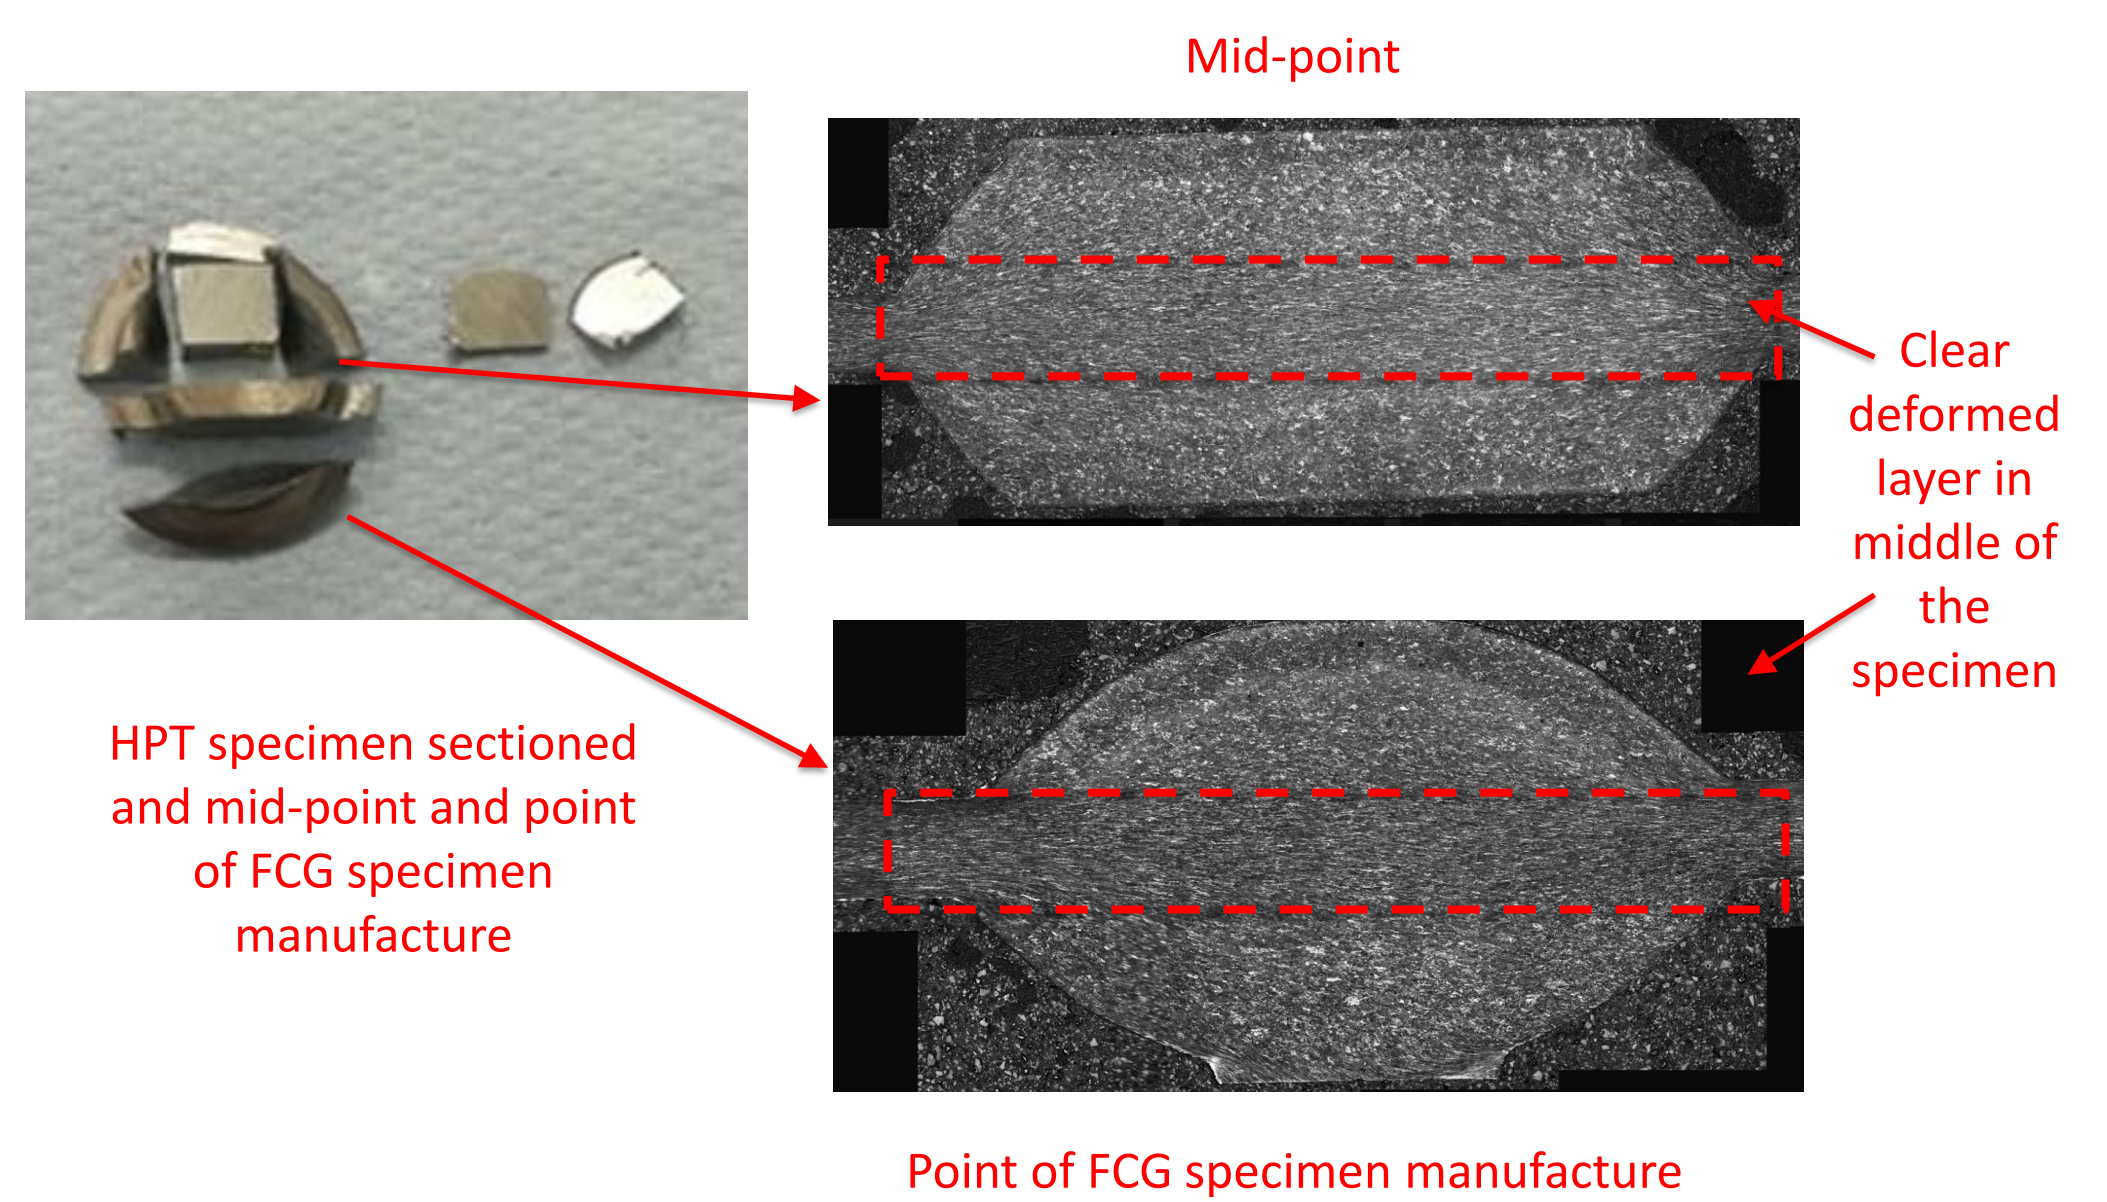 Mid-point
Clear
deformed
layer in
middle of
the
specimen
HPT specimen sectioned
and mid-point and point
of FCG specimen
manufacture
Point of FCG specimen manufacture